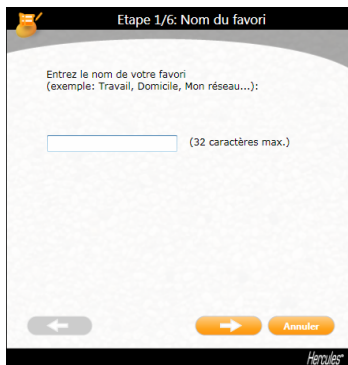 Etape 1/6: Nom du favori
Entrez le nom de votre favori
(exemple: Travail, Domicile, Mon réseau...):
(32 caractères max.)
Annuler
Hercules